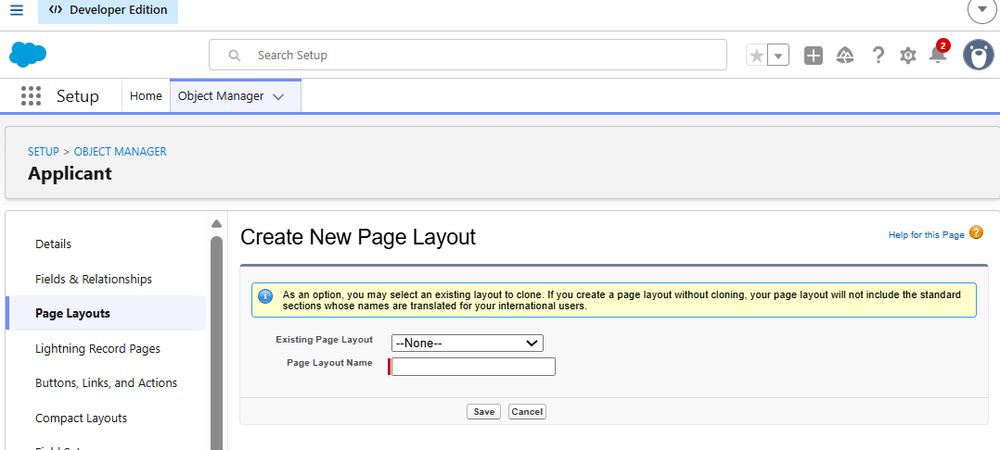 </> Developer Edition
Search Setup
2
Setup
Home
Object Manager
SETUP > OBJECT MANAGER
Applicant
Details
Fields & Relationships
Page Layouts
Lightning Record Pages
Buttons, Links, and Actions
Compact Layouts
Create New Page Layout
Help for this Page ?
i
As an option, you may select an existing layout to clone. If you create a page layout without cloning, your page layout will not include the standard
sections whose names are translated for your international users.
Existing Page Layout
--None--
Page Layout Name
Save
Cancel